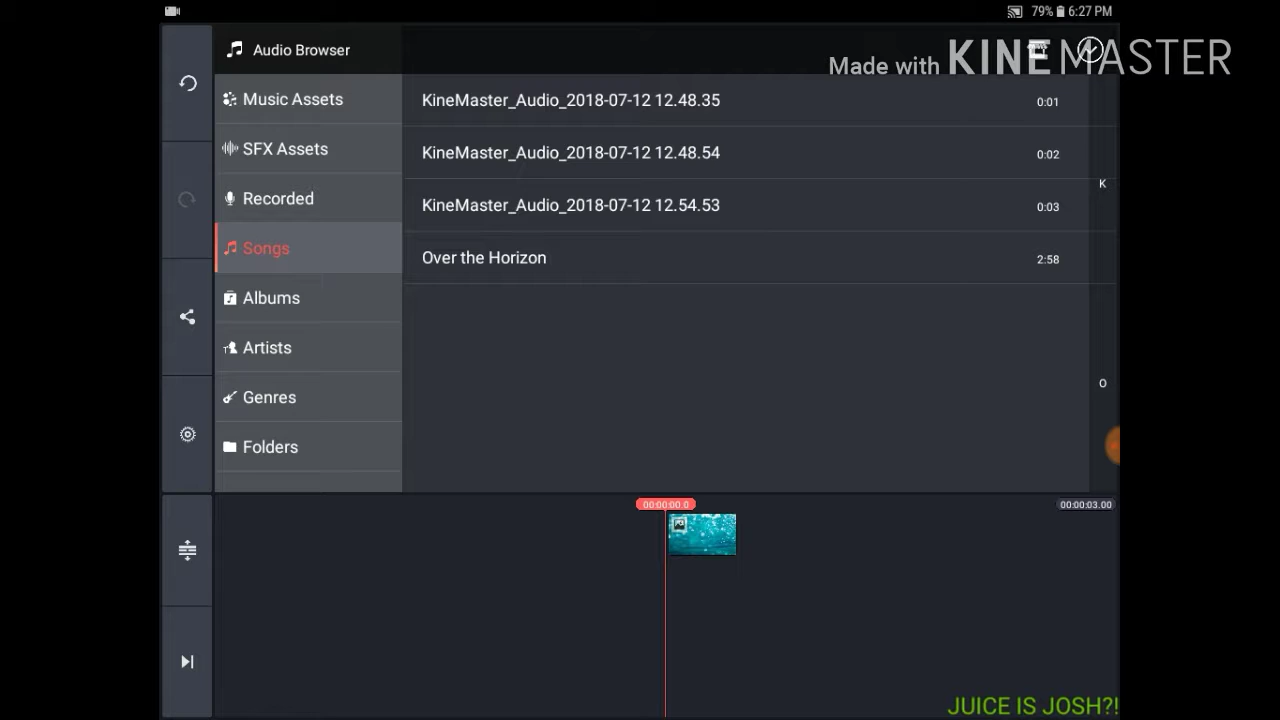 79% 6:27 PM
Audio Browser
Made with KINEMASTER
Music Assets
KineMaster_Audio_2018-07-12 12.48.35 0:01
SFX Assets
KineMaster_Audio_2018-07-12 12.48.54 0:02
K
Recorded
KineMaster_Audio_2018-07-12 12.54.53 0:03
Songs
Over the Horizon 2:58
Albums
Artists
O
Genres
Folders
00:00:00.0
00:00:03.00
JUICE IS JOSH?!